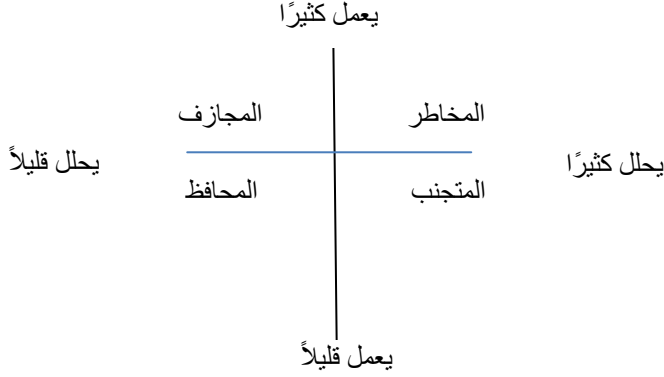 يعمل كثيرًا
المخاطر
المجازف
يحلل كثيرًا
يحلل قليلاً
المتجنب
المحافظ
يعمل قليلاً